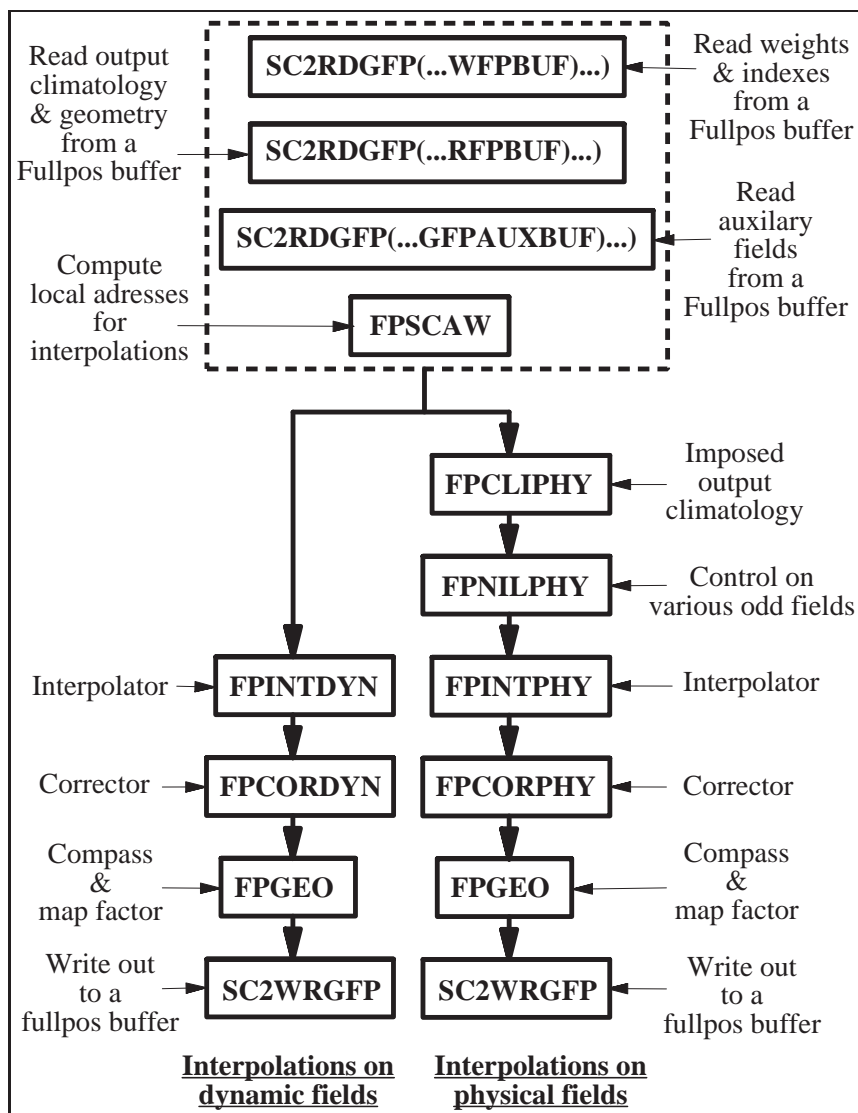 Read output
climatology
& geometry
from a
Fullpos buffer
SC2RDGFP(...WFPBUF)...)
Read weights
& indexes
from a
Fullpos buffer
SC2RDGFP(...RFPBUF)...)
SC2RDGFP(...GFPAUXBUF)...)
Read
auxilary
fields
from a
Fullpos buffer
Compute
local adresses
for
interpolations
FPSCAW
FPCLIPHY
Imposed
output
climatology
FPNILPHY
Control on
various odd fields
Interpolator
FPINTDYN
FPINTPHY
Interpolator
Corrector
FPCORDYN
FPCORPHY
Corrector
Compass
&
map factor
FPGEO
FPGEO
Compass
&
map factor
Write out
to a
fullpos buffer
SC2WRGFP
SC2WRGFP
Write out
to a
fullpos buffer
Interpolations on
dynamic fields
Interpolations on
physical fields